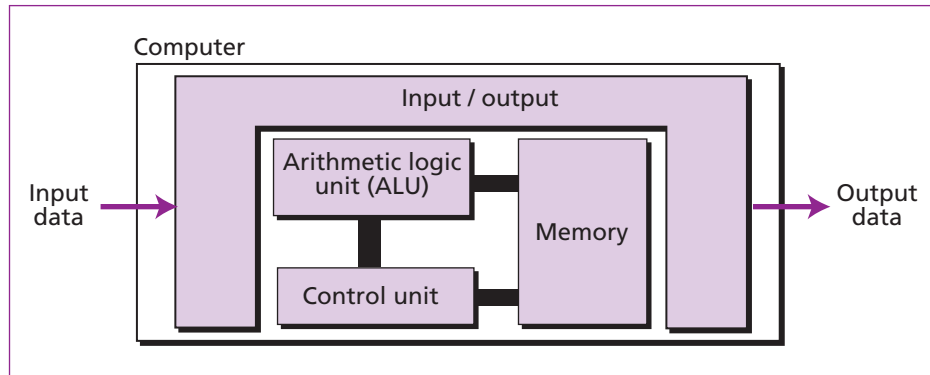 Computer
Input / output
Arithmetic logic
unit (ALU)
Memory
Control unit
Input
data
Output
data